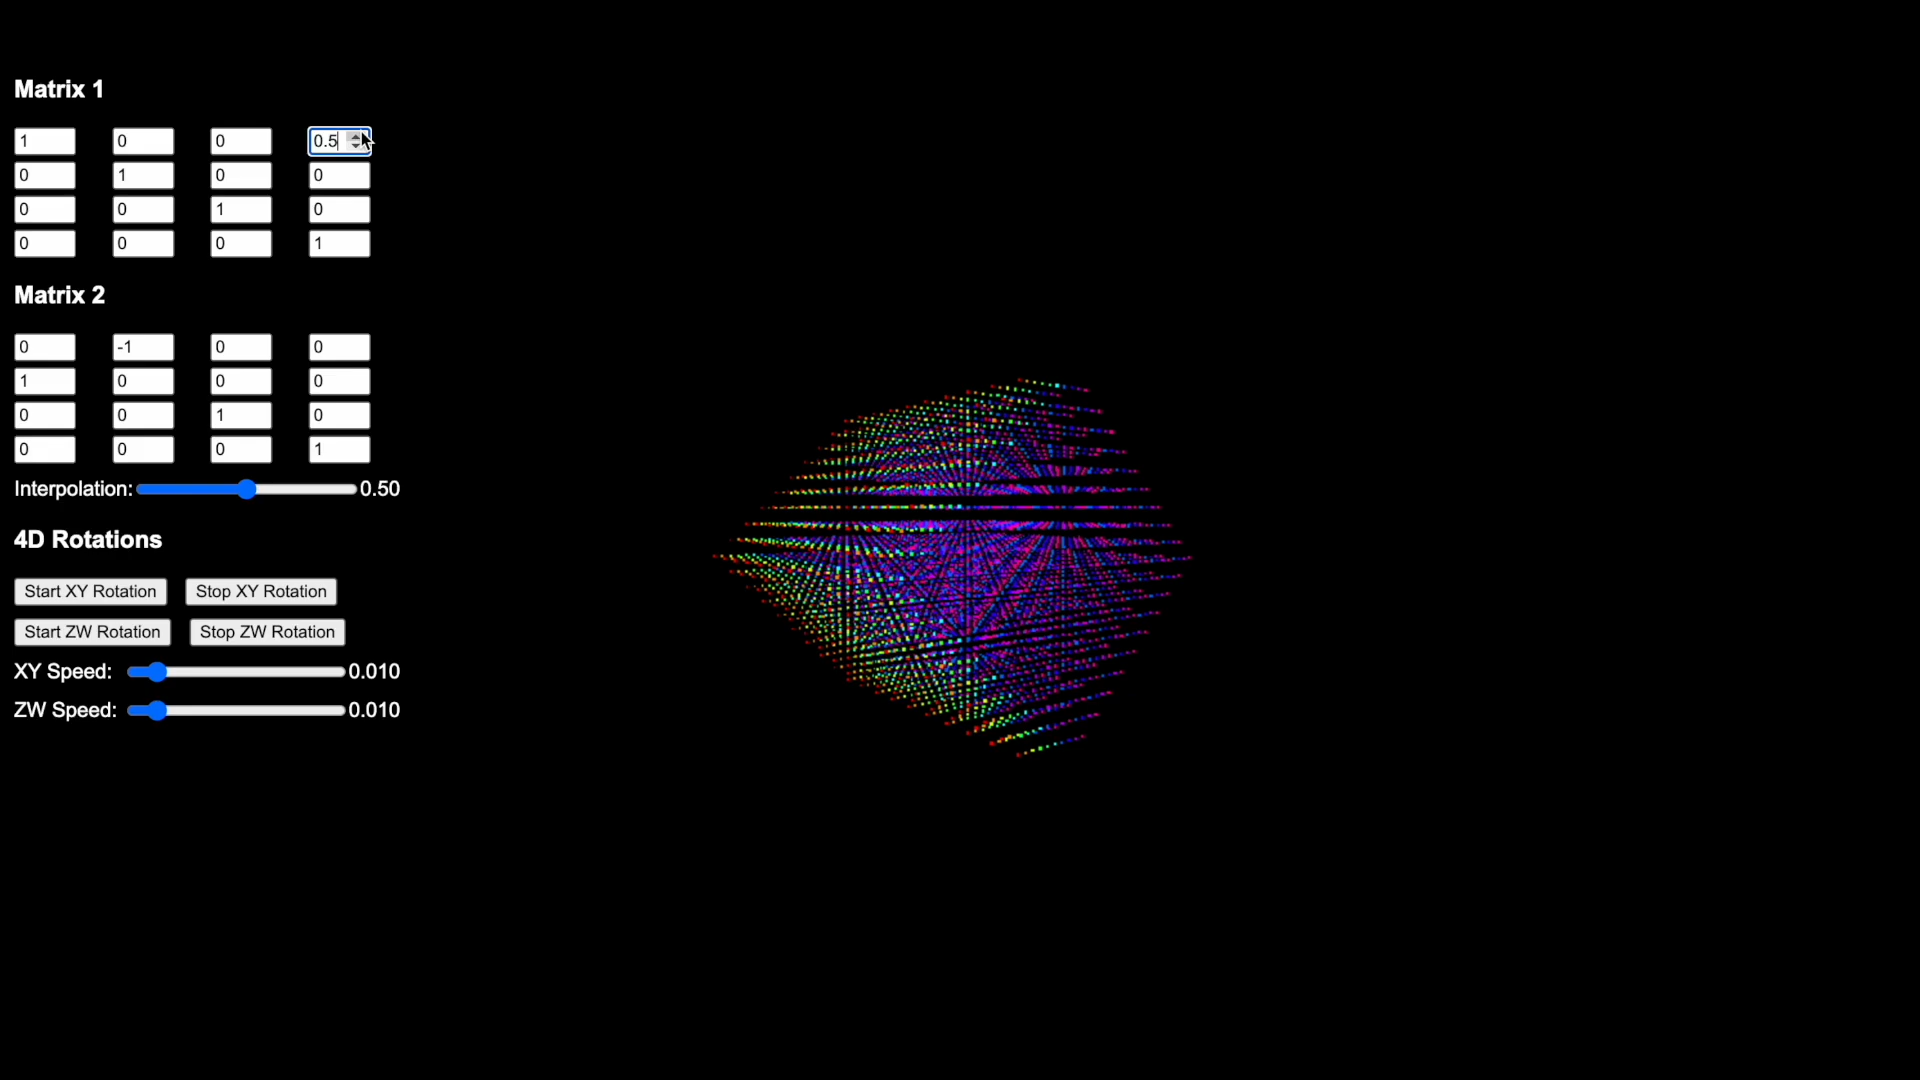 Matrix 1
1 0 0 0.5
0 1 0 0
0 0 1 0
0 0 0 1
Matrix 2
0 -1 0 0
1 0 0 0
0 0 1 0
0 0 0 1
Interpolation: 0.50
4D Rotations
Start XY Rotation Stop XY Rotation
Start ZW Rotation Stop ZW Rotation
XY Speed: 0.010
ZW Speed: 0.010